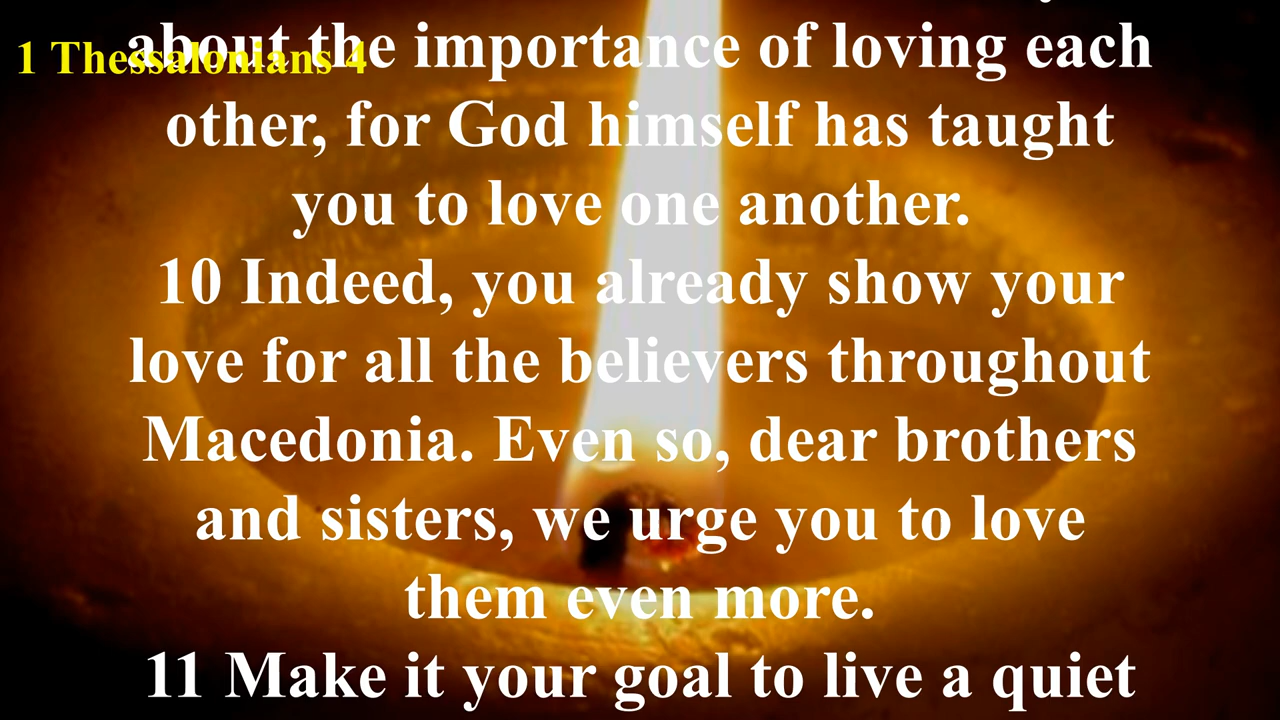 1 Thessalonians 4
about the importance of loving each
other, for God himself has taught
you to love one another.
10 Indeed, you already show your
love for all the believers throughout
Macedonia. Even so, dear brothers
and sisters, we urge you to love
them even more.
11 Make it your goal to live a quiet